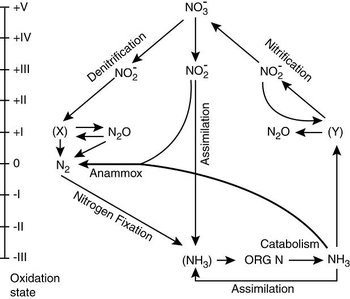 +V
NO₃⁻
+IV
Denitrification
Nitrification
+III
NO₂⁻
NO₂⁻
NO₂⁻
+II
Assimilation
+I
(X)
N₂O
N₂O
(Y)
0
N₂
Anammox
-I
Nitrogen Fixation
-II
Catabolism
-III
(NH₃)
ORG N
NH₃
Oxidation
state
Assimilation